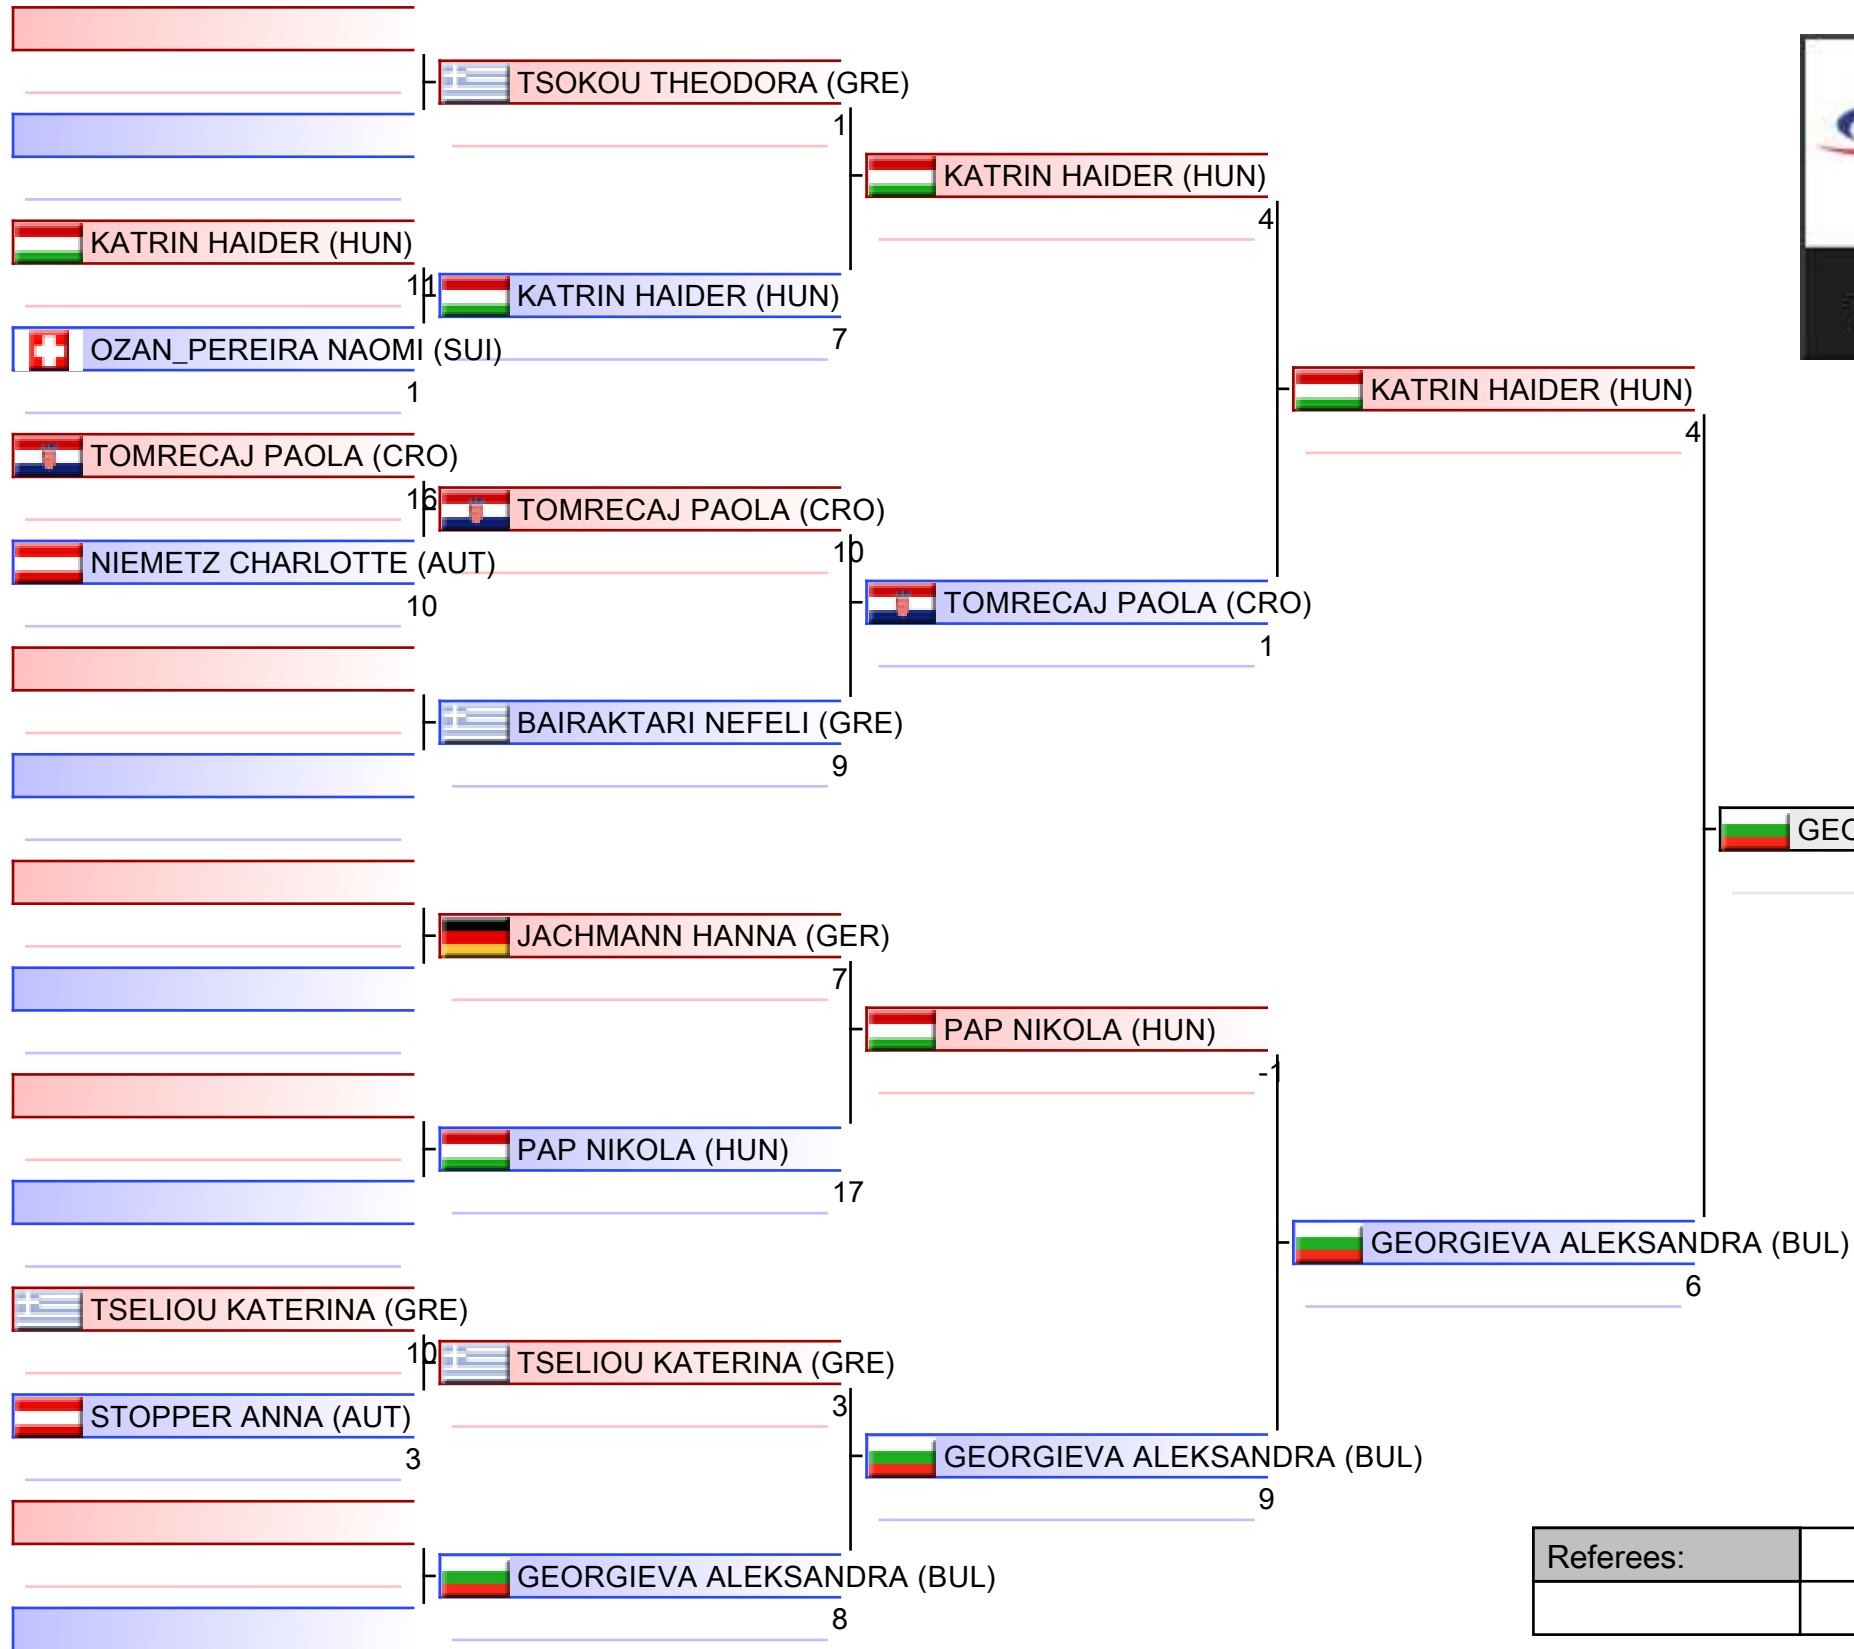 TSOKOU THEODORA (GRE)
1
KATRIN HAIDER (HUN)
4
KATRIN HAIDER (HUN)
11
KATRIN HAIDER (HUN)
7
OZAN_PEREIRA NAOMI (SUI)
1
KATRIN HAIDER (HUN)
4
TOMRECAJ PAOLA (CRO)
16
TOMRECAJ PAOLA (CRO)
10
NIEMETZ CHARLOTTE (AUT)
10
TOMRECAJ PAOLA (CRO)
1
BAIRAKTARI NEFELI (GRE)
9
GEO
JACHMANN HANNA (GER)
7
PAP NIKOLA (HUN)
-1
PAP NIKOLA (HUN)
17
GEORGIEVA ALEKSANDRA (BUL)
6
TSELIOU KATERINA (GRE)
10
TSELIOU KATERINA (GRE)
3
STOPPER ANNA (AUT)
3
GEORGIEVA ALEKSANDRA (BUL)
9
GEORGIEVA ALEKSANDRA (BUL)
8
Referees: